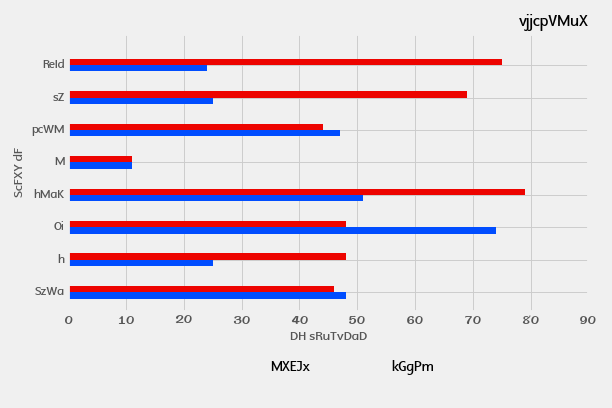 vjjcpVMuX
ReId
sZ
pcWM
M
hMaK
Oi
h
SzWa
ScFXY dF
0 10 20 30 40 50 60 70 80 90
DH sRuTvDaD
MXEJx kGgPm